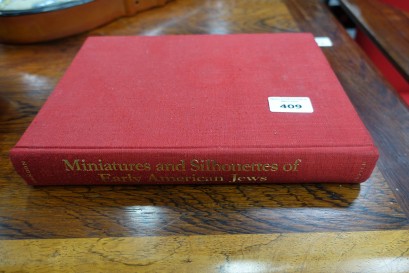 409
Miniatures and Silhouettes of
Early American Jews